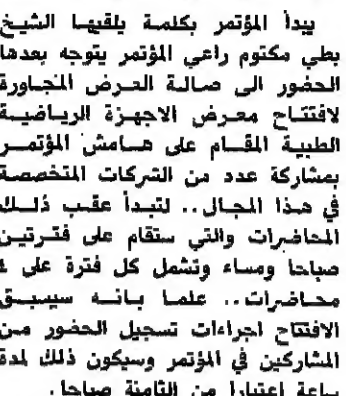 يبدأ المؤتمر بكلمة يلقيها الشيخ
بطي مكتوم راعي المؤتمر يتوجه بعدها
الحضور الى صالة العرض المجاورة
لافتتاح معرض الاجهزة الرياضية
الطبية المقام على هامش المؤتمر
بمشاركة عدد من الشركات المتخصصة
في هذا المجال.. لتبدأ عقب ذلك
المحاضرات والتي ستقام على فترتين
صباحا ومساء وتشمل كل فترة على ٤
محاضرات.. علما بانه سيسبق
الافتتاح اجراءات تسجيل الحضور من
المشاركين في المؤتمر وسيكون ذلك لمدة
ساعة اعتبارا من الثامنة صباحا.